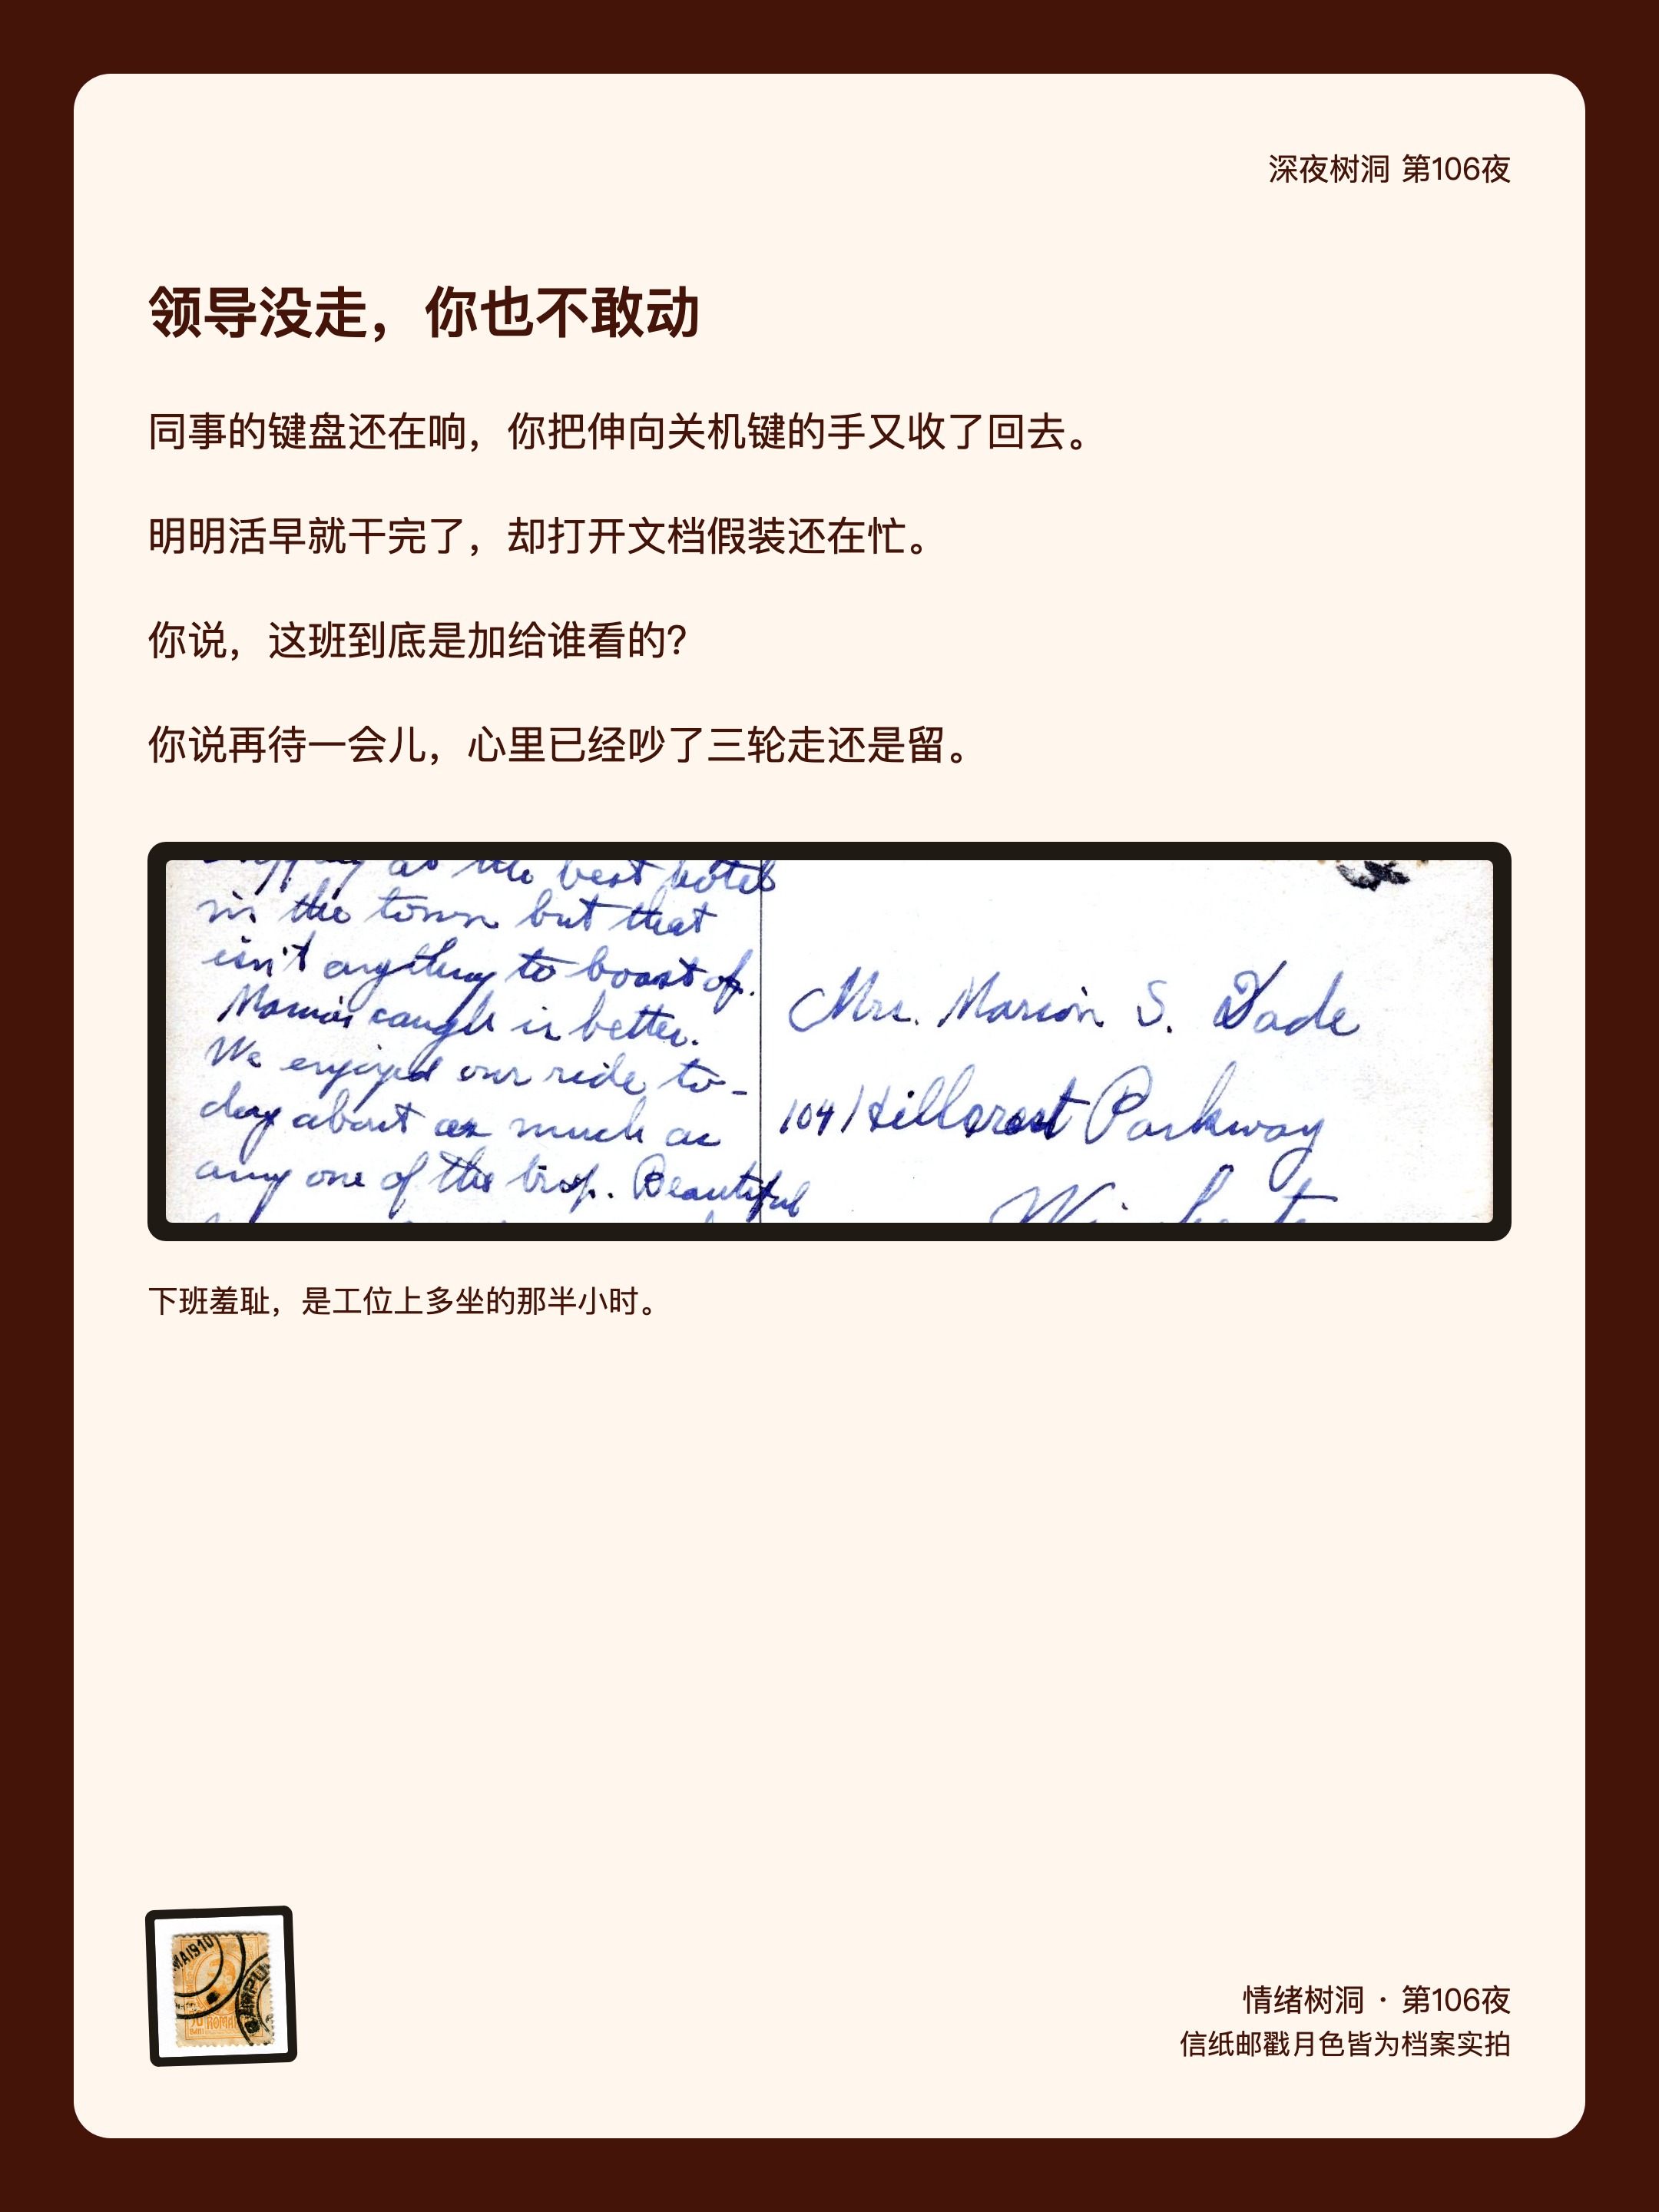 深夜树洞 第106夜
领导没走，你也不敢动
同事的键盘还在响，你把伸向关机键的手又收了回去。
明明活早就干完了，却打开文档假装还在忙。
你说，这班到底是加给谁看的？
你说再待一会儿，心里已经吵了三轮走还是留。
as the best hotel
in the town but that
isn't anything to boast of.
Mamie's cough is better.
We enjoyed our ride to-
day about as much as
any one of the trip. Beautiful
Mrs. Marion S.
104 Hillcrest Parkway
下班羞耻，是工位上多坐的那半小时。
MAI910
ROMA
情绪树洞 · 第106夜
信纸邮戳月色皆为档案实拍